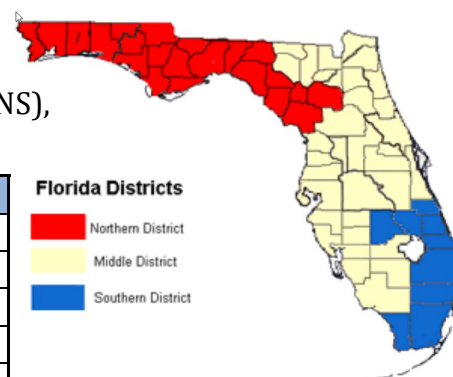 NS),
Florida Districts
Northern District
Middle District
Southern District